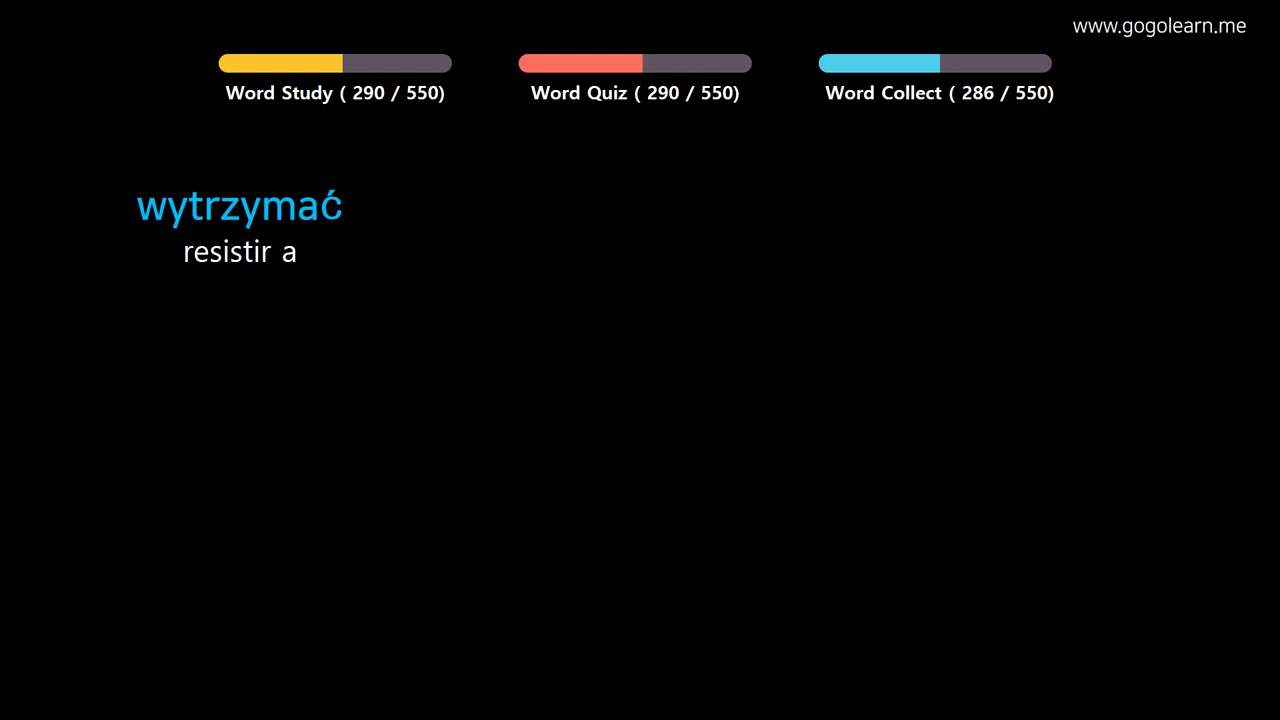 www.gogolearn.me
Word Study ( 290 / 550)
Word Quiz ( 290 / 550)
Word Collect ( 286 / 550)
wytrzymać
resistir a